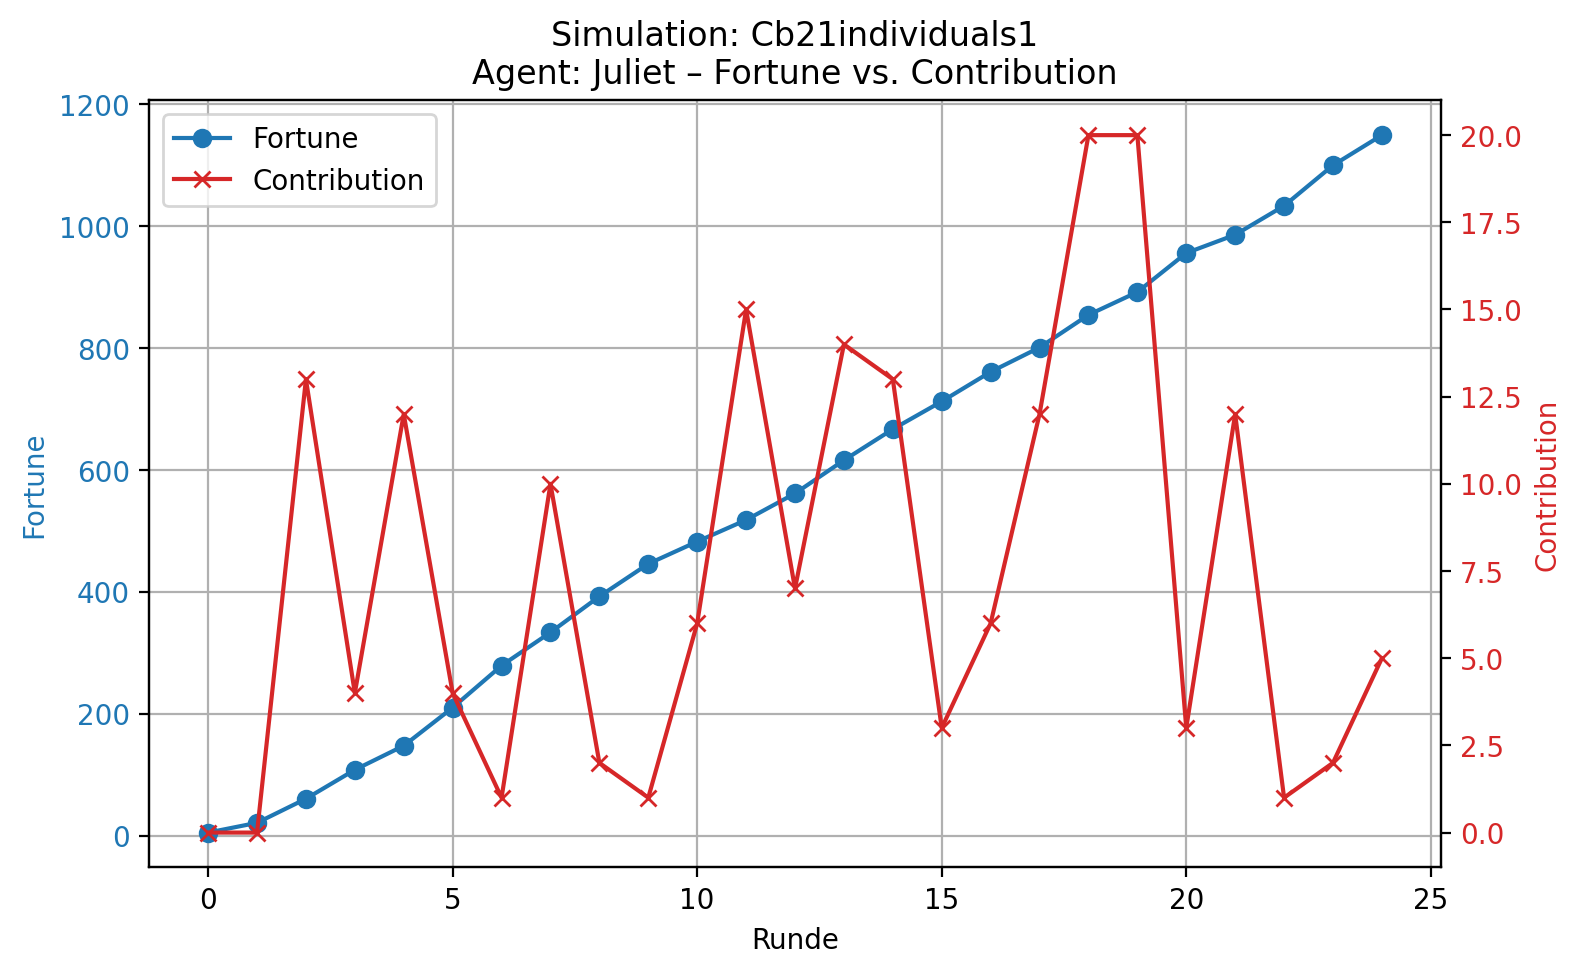 Simulation: Cb21individuals1
Agent: Juliet – Fortune vs. Contribution
1200
1000
800
600
400
200
0
Fortune
Fortune
Contribution
20.0
17.5
15.0
12.5
10.0
7.5
5.0
2.5
0.0
Contribution
0 5 10 15 20 25
Runde